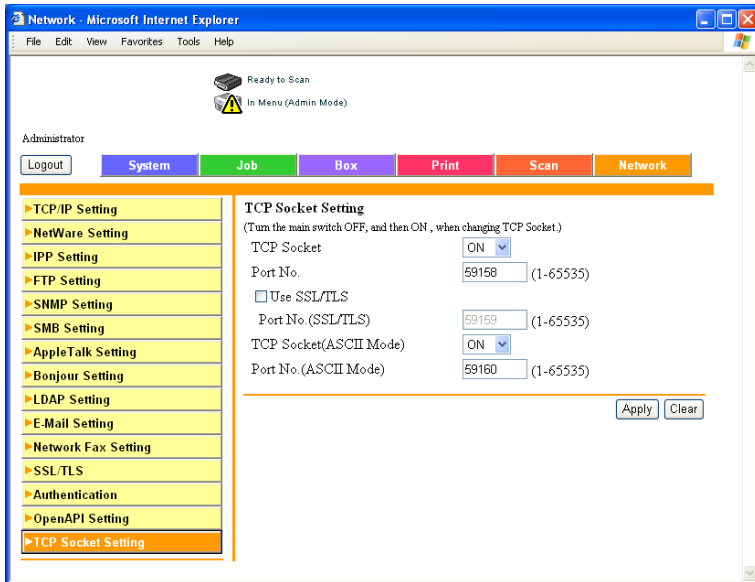 Network - Microsoft Internet Explorer
File Edit View Favorites Tools Help
Ready to Scan
In Menu (Admin Mode)
Administrator
Logout System Job Box Print Scan Network
TCP/IP Setting
NetWare Setting
IPP Setting
FTP Setting
SNMP Setting
SMB Setting
AppleTalk Setting
Bonjour Setting
LDAP Setting
E-Mail Setting
Network Fax Setting
SSL/TLS
Authentication
OpenAPI Setting
TCP Socket Setting
TCP Socket Setting
(Turn the main switch OFF, and then ON , when changing TCP Socket.)
TCP Socket ON
Port No. 59158 (1-65535)
Use SSL/TLS
Port No.(SSL/TLS) 59159 (1-65535)
TCP Socket(ASCII Mode) ON
Port No.(ASCII Mode) 59160 (1-65535)
Apply Clear